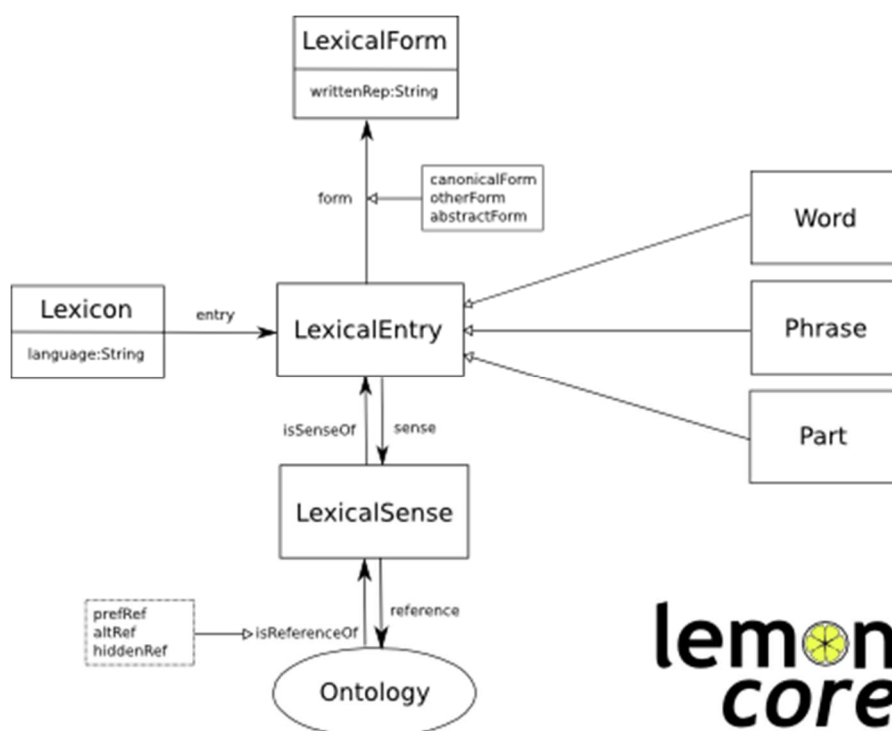 LexicalForm
writtenRep:String
form
canonicalForm
otherForm
abstractForm
Word
Lexicon
language:String
entry
LexicalEntry
Phrase
Part
isSenseOf
sense
LexicalSense
prefRef
altRef
hiddenRef
isReferenceOf
reference
Ontology
lemon
core